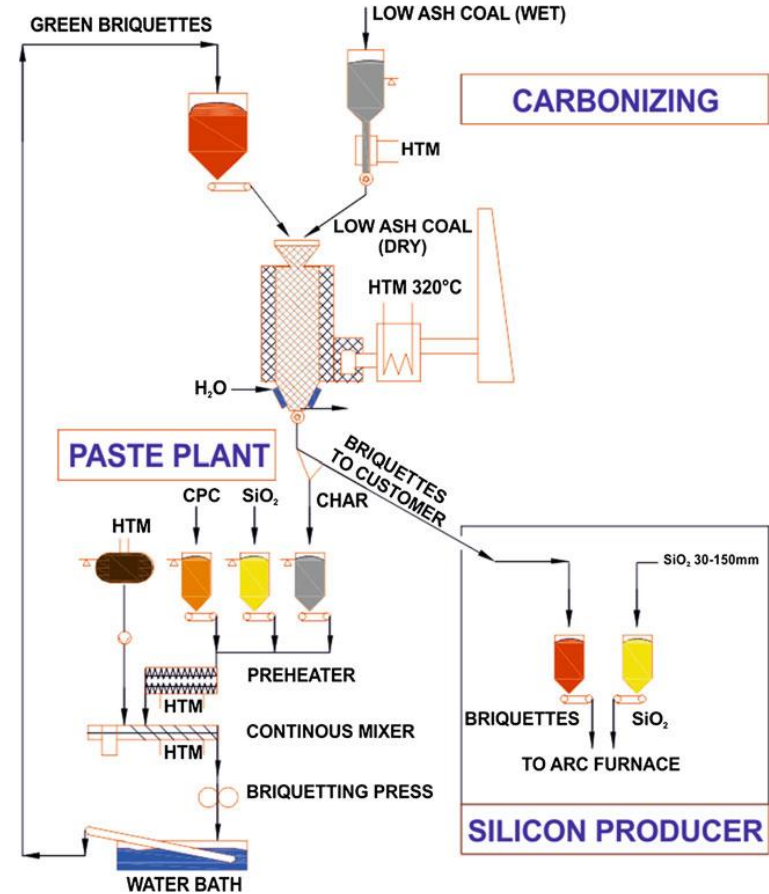 GREEN BRIQUETTES
LOW ASH COAL (WET)
CARBONIZING
HTM
LOW ASH COAL
(DRY)
HTM 320°C
H₂O
PASTE PLANT
BRIQUETTES
TO CUSTOMER
CPC
SiO₂
CHAR
HTM
SiO₂ 30-150mm
PREHEATER
HTM
BRIQUETTES
SiO₂
CONTINOUS MIXER
HTM
TO ARC FURNACE
BRIQUETTING PRESS
SILICON PRODUCER
WATER BATH